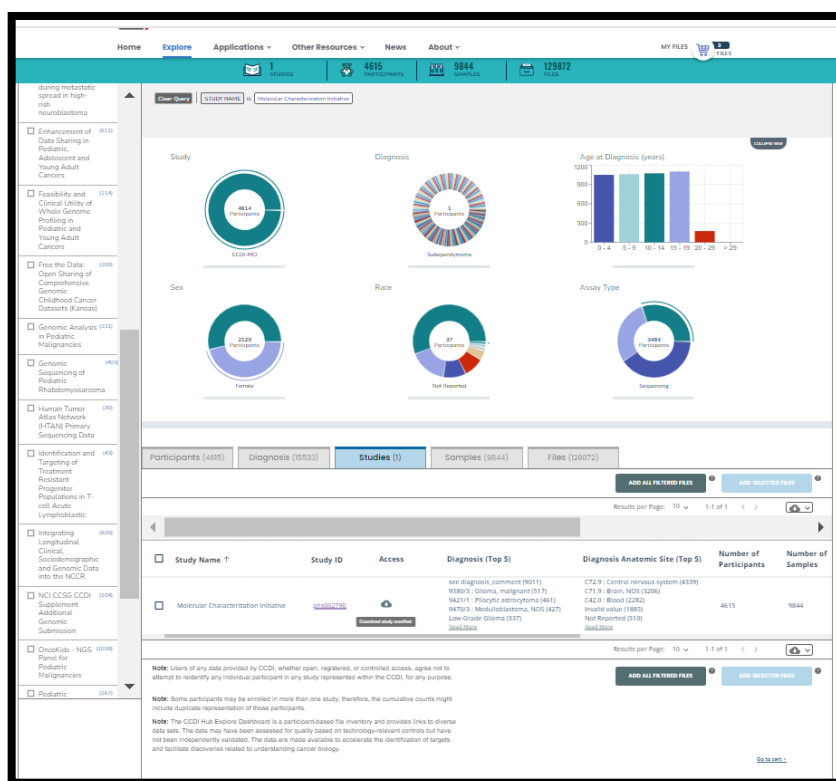 Home Explore Applications Other Resources News About MY FILES 3 FILES
1 STUDIES 4615 PARTICIPANTS 9844 SAMPLES 129872 FILES
during metastatic
spread in high-
rish
neuroblastoma
Enhancement of (611)
Data Sharing in
Pediatric,
Adolescent and
Young Adult
Cancers
Feasibility and (114)
Clinical Utility of
Whole Genome
Profiling in
Pediatric and
Young Adult
Cancers
Free the Data: (200)
Open Sharing of
Comprehensive
Genomic
Childhood Cancer
Datasets (Kansas)
Genomic Analysis (221)
in Pediatric
Malignancies
Genomic (403)
Sequencing of
Pediatric
Rhabdomyosarcoma
Human Tumor (30)
Atlas Network
(HTAN) Primary
Sequencing Data
Identification and (43)
Targeting of
Treatment
Resistant
Progenitor
Populations in T-
cell Acute
Lymphoblastic
Integrating
Longitudinal
Clinical,
Sociodemographic
and Genomic Data
into the NCCR
NCI CCSG CCDI (104)
Supplement
Additional
Genomic
Submission
OncoKids - NGS (1039)
Panel for
Pediatric
Malignancies
Pediatric (267)
Clear Query STUDY NAME is Molecular Characterization Initiative
COLLAPSE VIEW
Study
4614
Participants
CCDI-MCI
Diagnosis
1
Participants
Subependymoma
Age at Diagnosis (years)
1200
900
600
300
0
0 - 4 5 - 9 10 - 14 15 - 19 20 - 29 > 29
Sex
2120
Participants
Female
Race
37
Participants
Not Reported
Assay Type
3484
Participants
Sequencing
Participants (4615) Diagnosis (15533) Studies (1) Samples (9844) Files (129872)
ADD ALL FILTERED FILES ADD SELECTED FILES
Results per Page: 10 1-1 of 1
Study Name ↑ Study ID Access Diagnosis (Top 5) Diagnosis Anatomic Site (Top 5) Number of Participants Number of Samples
Molecular Characterization Initiative phs002790 4615 9844
Download study manifest
see diagnosis_comment (9011)
9380/3 : Glioma, malignant (517)
9421/1 : Pilocytic astrocytoma (461)
9470/3 : Medulloblastoma, NOS (427)
Low-Grade Glioma (337)
Read More
C72.9 : Central nervous system (4339)
C71.9 : Brain, NOS (3206)
C42.0 : Blood (2282)
Invalid value (1885)
Not Reported (510)
Read More
Results per Page: 10 1-1 of 1
ADD ALL FILTERED FILES ADD SELECTED FILES
Note: Users of any data provided by CCDI, whether open, registered, or controlled access, agree not to
attempt to reidentify any individual participant in any study represented within the CCDI, for any purpose.
Note: Some participants may be enrolled in more than one study; therefore, the cumulative counts might
include duplicate representation of those participants.
Note: The CCDI Hub Explore Dashboard is a participant-based file inventory and provides links to diverse
data sets. The data may have been assessed for quality based on technology-relevant controls but have
not been independently validated. The data are made available to accelerate the identification of targets
and facilitate discoveries related to understanding cancer biology.
Go to cart ›